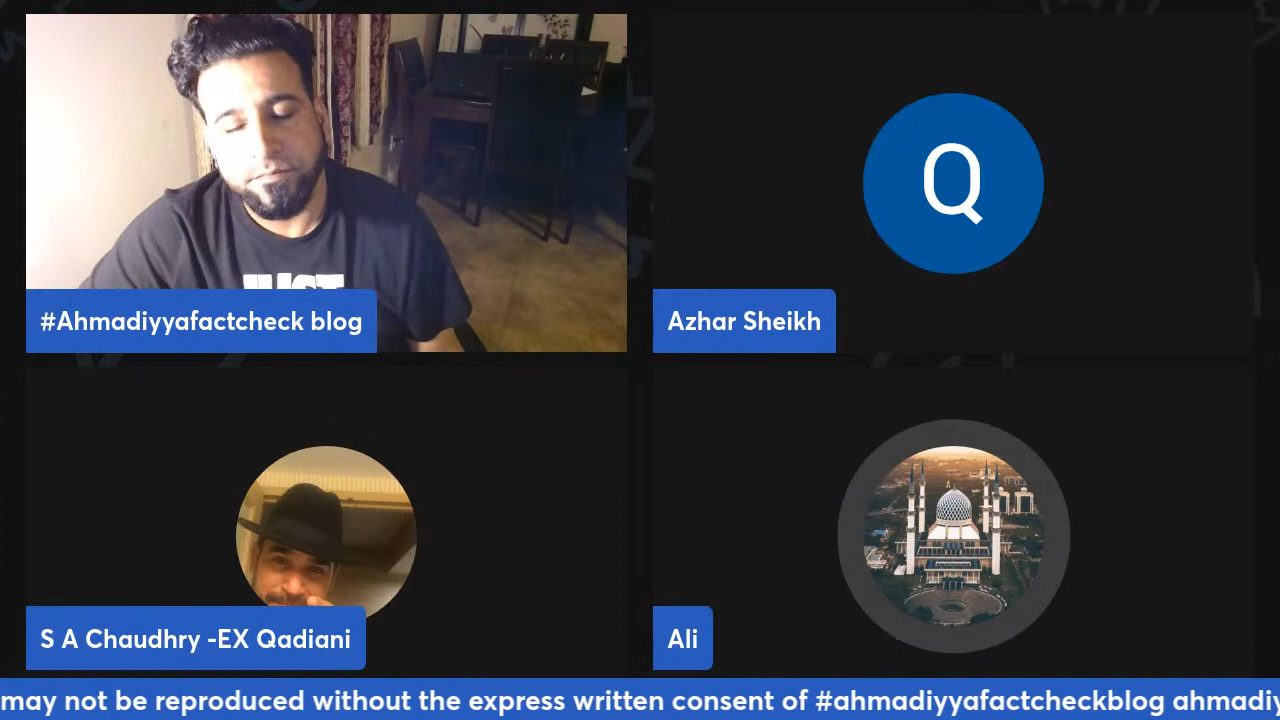 JUST
#Ahmadiyyafactcheck blog
Q
Azhar Sheikh
S A Chaudhry -EX Qadiani
Ali
may not be reproduced without the express written consent of #ahmadiyyafactcheckblog ahmadiy